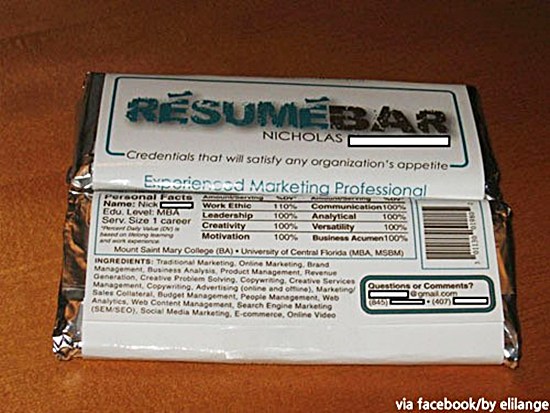 RÉSUMÉBAR
NICHOLAS
Credentials that will satisfy any organization's appetite
Experienced Marketing Professional
Personal Facts
Name: Nick
Edu. Level: MBA
Serv. Size 1 career
*Percent Daily Value (DV) is
based on lifelong learning
and work experience.
Amount/Serving %DV* Amount/Serving %DV*
Work Ethic 110% Communication 100%
Leadership 100% Analytical 100%
Creativity 100% Versatility 100%
Motivation 100% Business Acumen 100%
Mount Saint Mary College (BA) • University of Central Florida (MBA, MSBM)
INGREDIENTS: Traditional Marketing, Online Marketing, Brand
Management, Business Analysis, Product Management, Revenue
Generation, Creative Problem Solving, Copywriting, Creative Services
Management, Copywriting, Advertising (online and offline), Marketing/
Sales Collateral, Budget Management, People Management, Web
Analytics, Web Content Management, Search Engine Marketing
(SEM/SEO), Social Media Marketing, E-commerce, Online Video
Questions or Comments?
@gmail.com
(845) • (407)
via facebook/by elilange